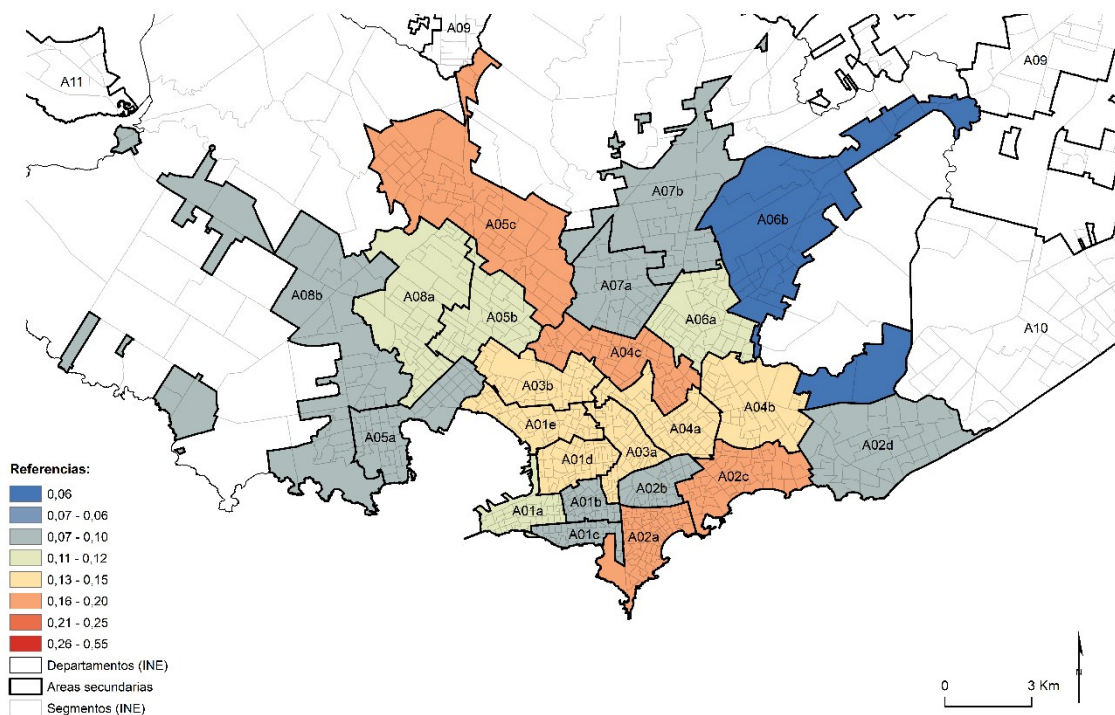 A09
A11
A09
A07b
A06b
A05c
A08b
A08a
A07a
A05b
A06a
A10
A04c
A03b
A04b
A01e
A04a
A05a
A02d
A01d
A03a
A02c
A02b
A01b
A01a
A01c
A02a
Referencias:
0,06
0,07 - 0,06
0,07 - 0,10
0,11 - 0,12
0,13 - 0,15
0,16 - 0,20
0,21 - 0,25
0,26 - 0,55
Departamentos (INE)
Areas secundarias
Segmentos (INE)
N
0 3 Km